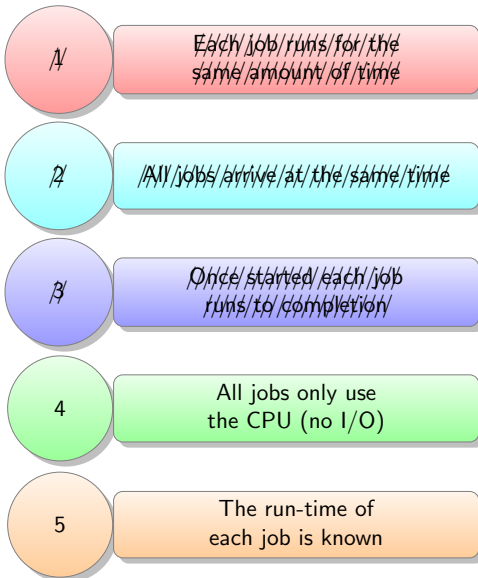 1
Each job runs for the
same amount of time
2
All jobs arrive at the same time
3
Once started each job
runs to completion
4
All jobs only use
the CPU (no I/O)
5
The run-time of
each job is known